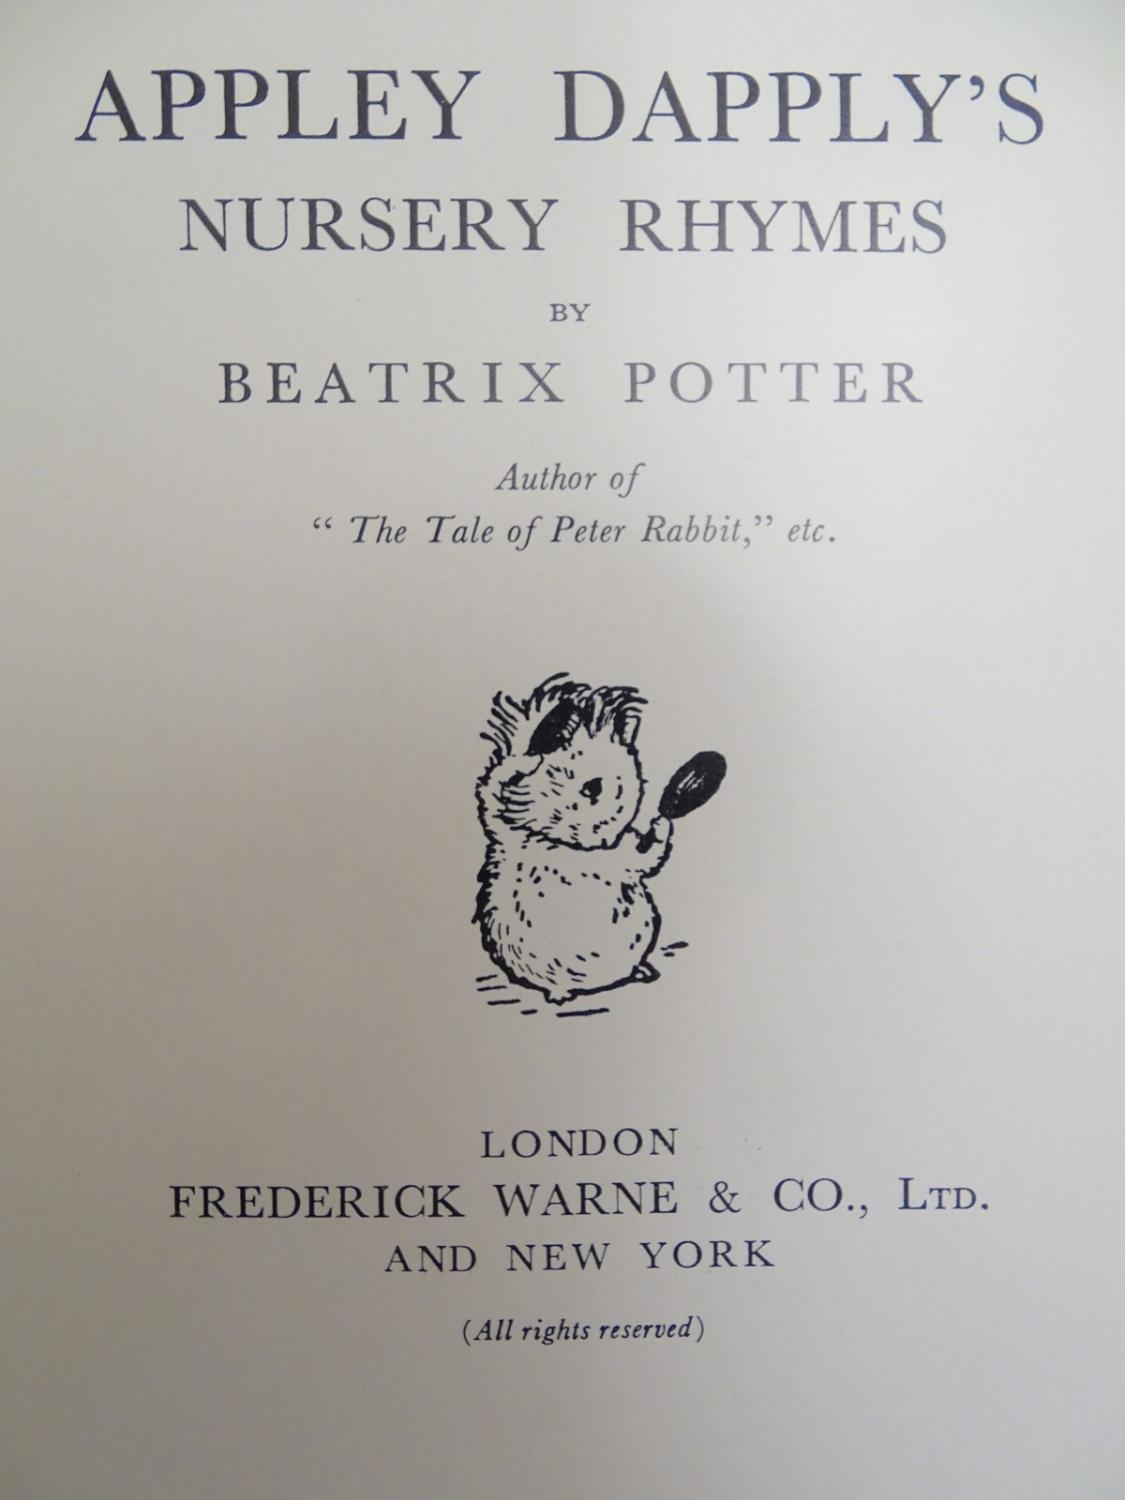 APPLEY DAPPLY’S
NURSERY RHYMES
BY
BEATRIX POTTER
Author of
“ The Tale of Peter Rabbit,” etc.
LONDON
FREDERICK WARNE & CO., LTD.
AND NEW YORK
(All rights reserved)